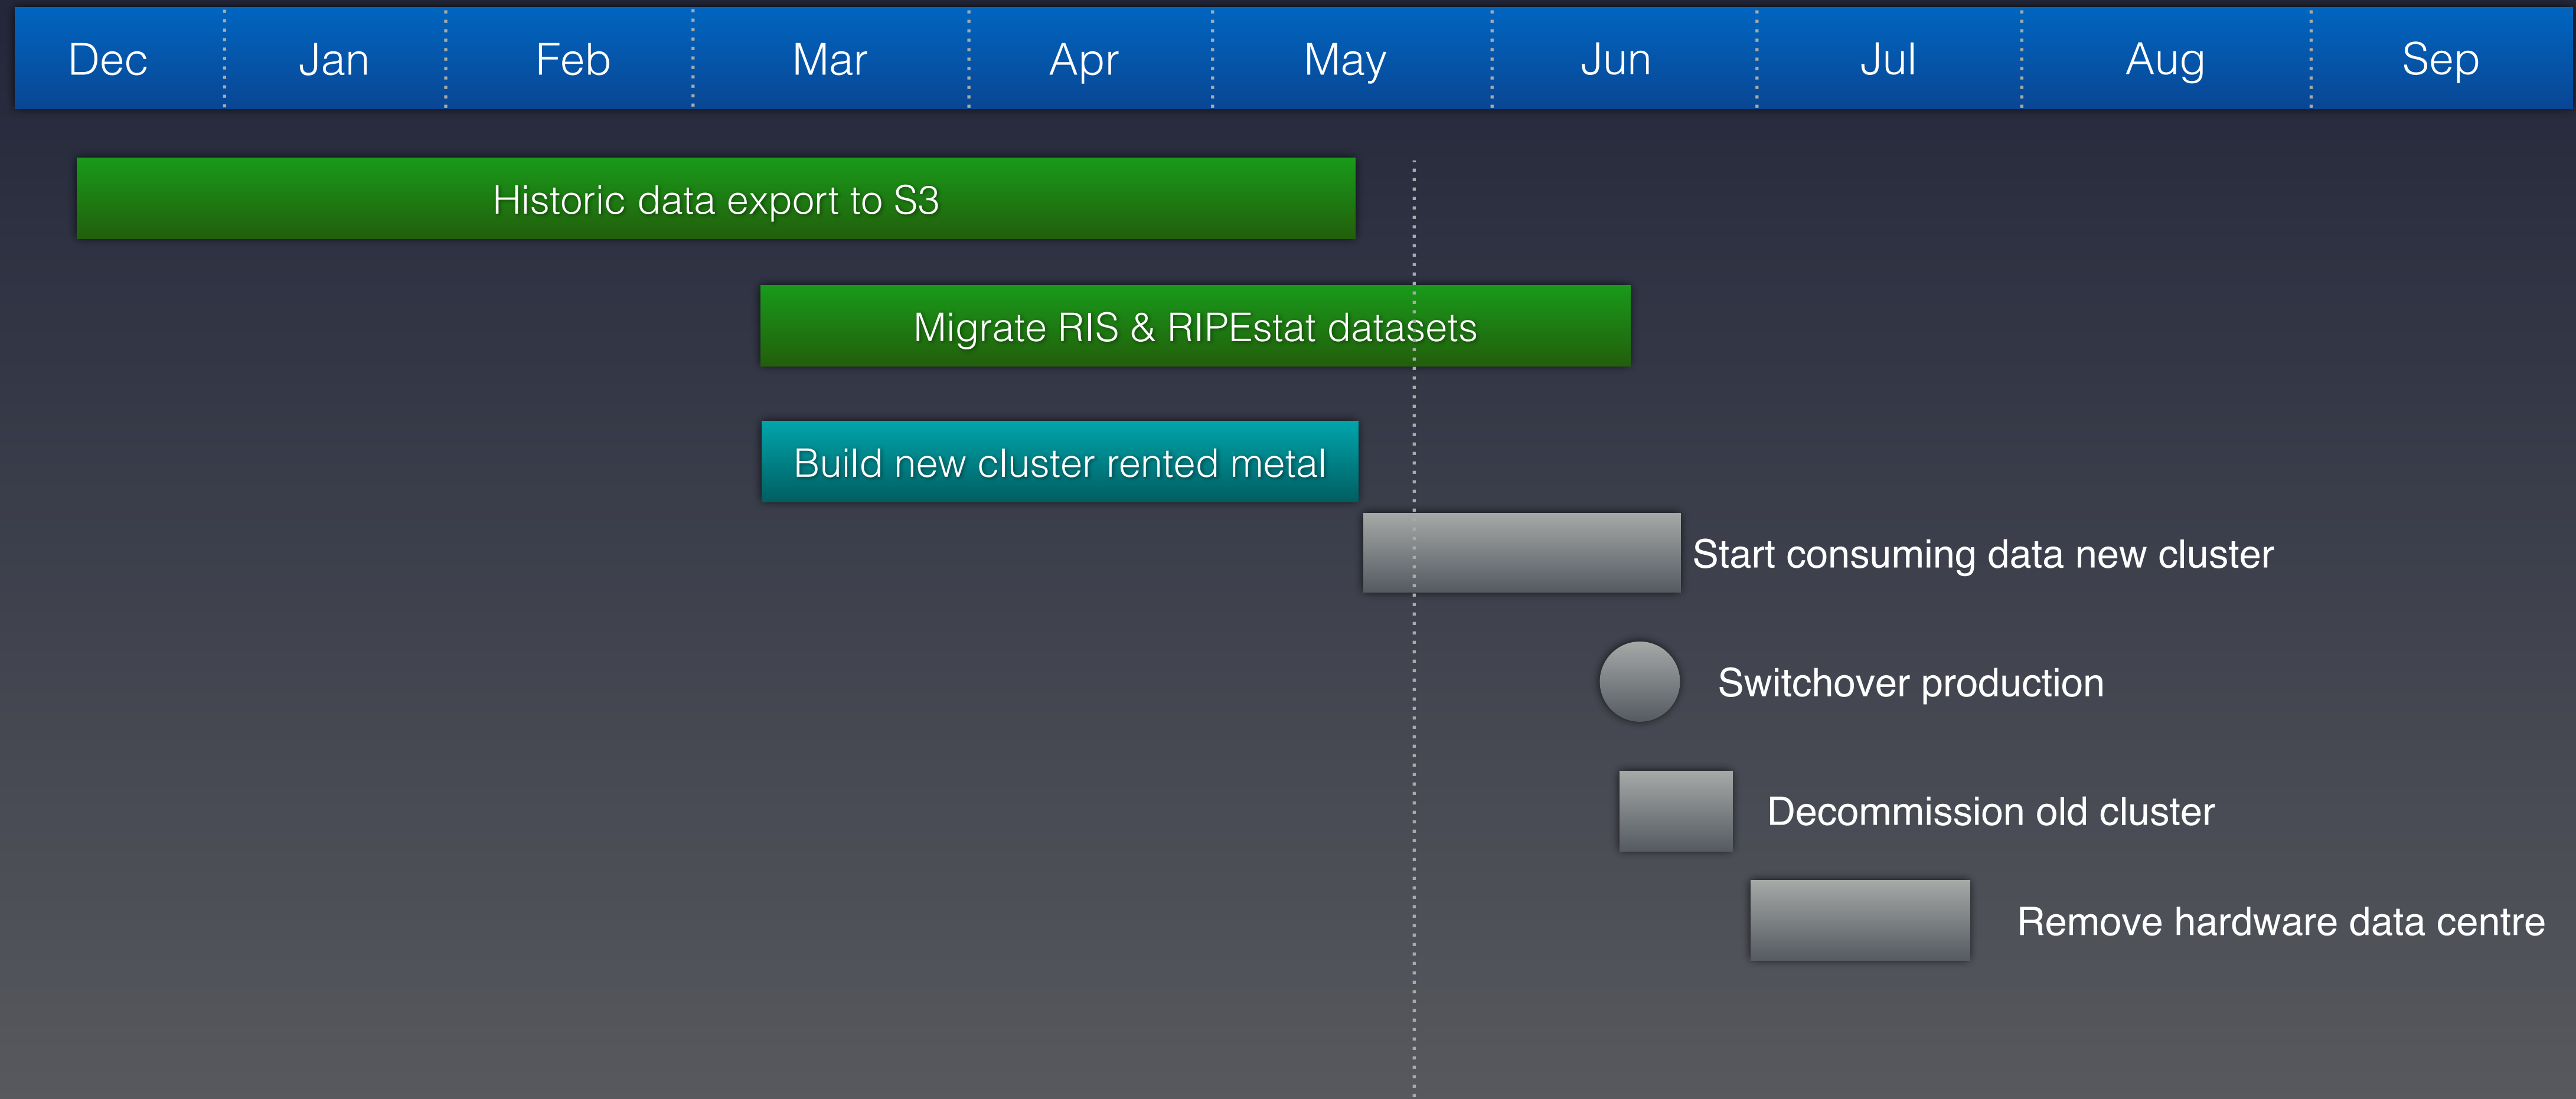 Dec Jan Feb Mar Apr May Jun Jul Aug Sep
Historic data export to S3
Migrate RIS & RIPEstat datasets
Build new cluster rented metal
Start consuming data new cluster
Switchover production
Decommission old cluster
Remove hardware data centre